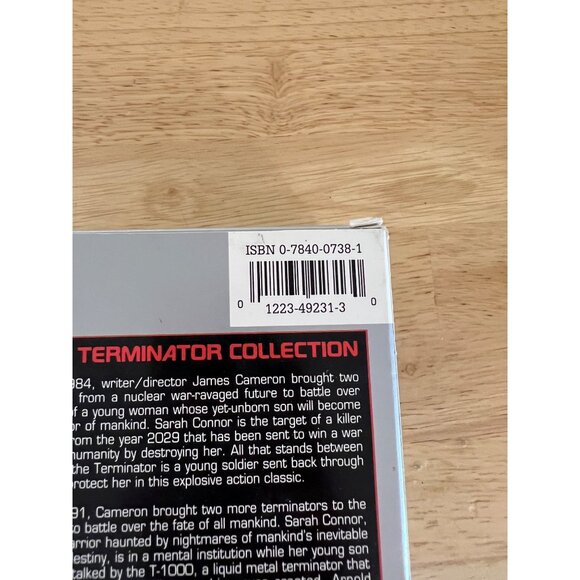 ISBN 0-7840-0738-1
0 1223-49231-3 0
TERMINATOR COLLECTION
984, writer/director James Cameron brought two
from a nuclear war-ravaged future to battle over
of a young woman whose yet-unborn son will become
or of mankind. Sarah Connor is the target of a killer
rom the year 2029 that has been sent to win a war
humanity by destroying her. All that stands between
the Terminator is a young soldier sent back through
protect her in this explosive action classic.
91, Cameron brought two more terminators to the
to battle over the fate of all mankind. Sarah Connor,
arrior haunted by nightmares of mankind's inevitable
destiny, is in a mental institution while her young son
talked by the T-1000, a liquid metal terminator that
Arnold